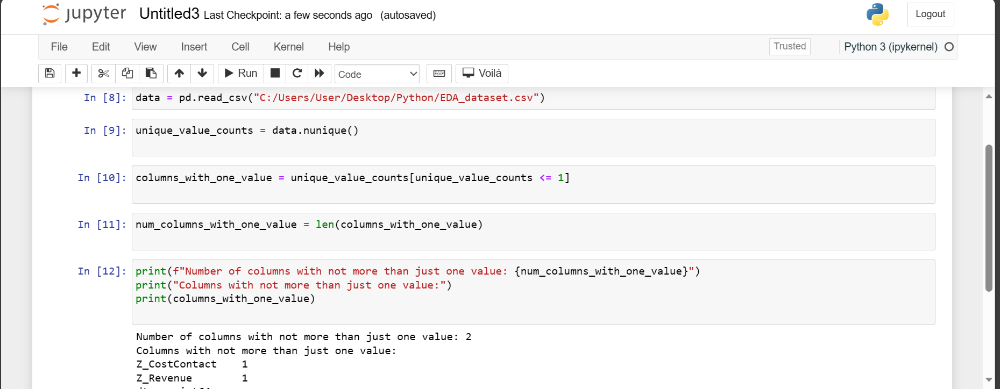 jupyter Untitled3 Last Checkpoint: a few seconds ago (autosaved) Logout
File Edit View Insert Cell Kernel Help Trusted Python 3 (ipykernel)
Run Code Voilà
In [8]: data = pd.read_csv("C:/Users/User/Desktop/Python/EDA_dataset.csv")
In [9]: unique_value_counts = data.nunique()
In [10]: columns_with_one_value = unique_value_counts[unique_value_counts <= 1]
In [11]: num_columns_with_one_value = len(columns_with_one_value)
In [12]: print(f"Number of columns with not more than just one value: {num_columns_with_one_value}")
print("Columns with not more than just one value:")
print(columns_with_one_value)
Number of columns with not more than just one value: 2
Columns with not more than just one value:
Z_CostContact 1
Z_Revenue 1